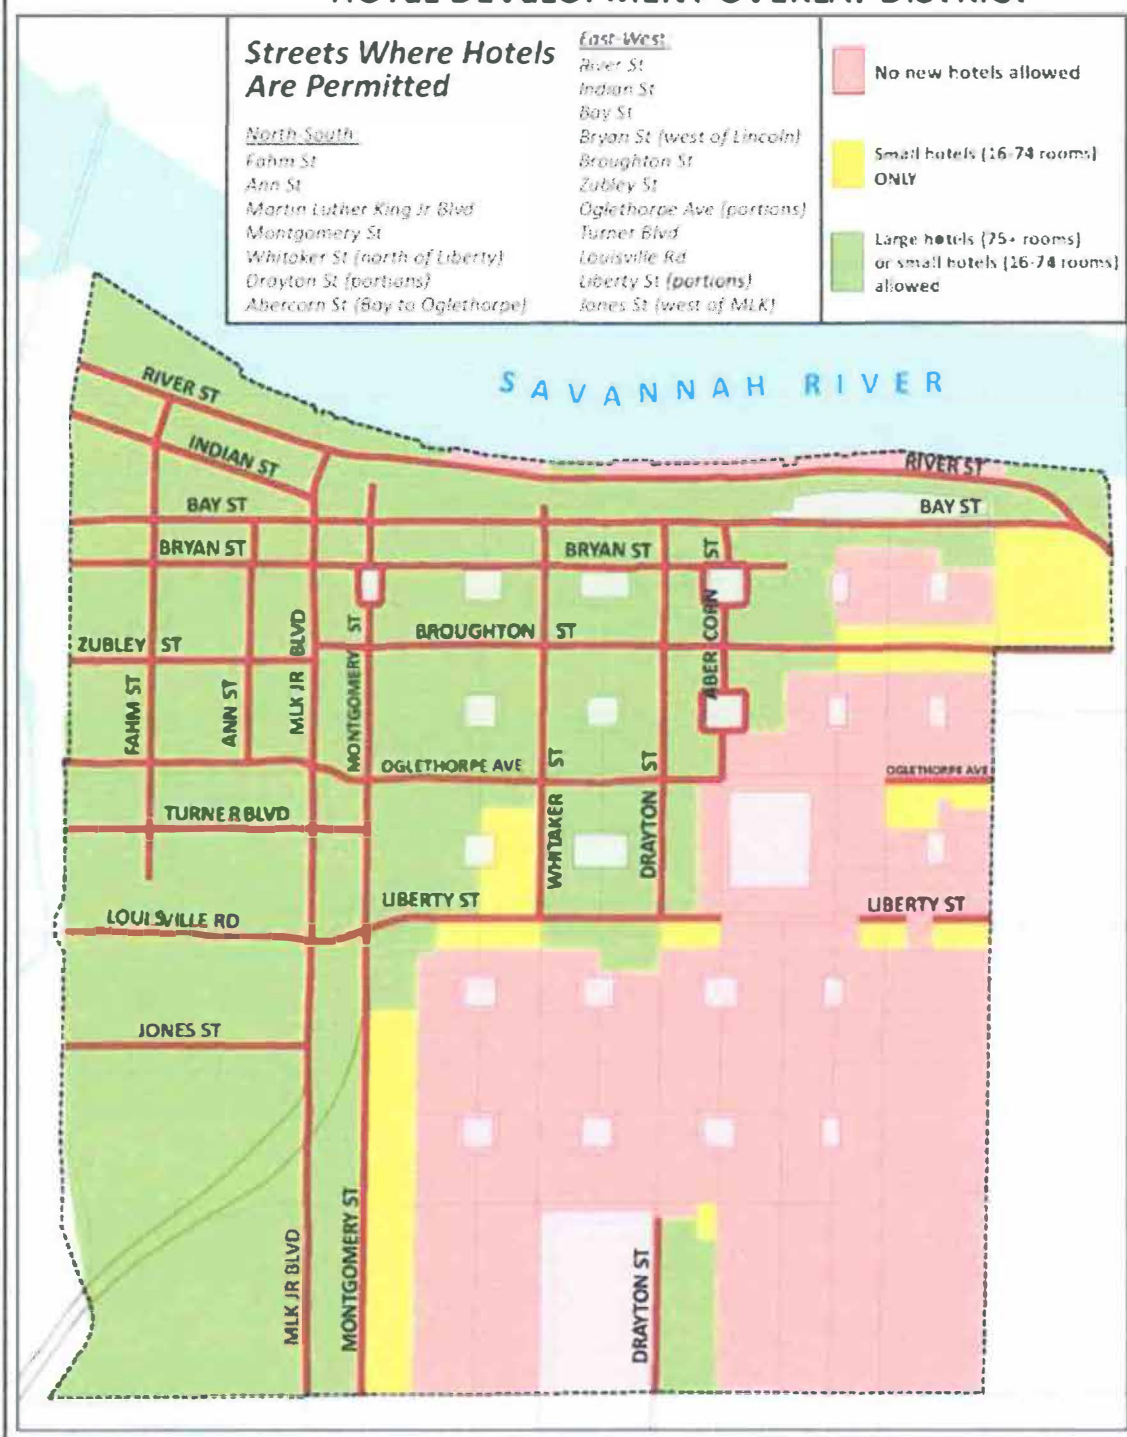 HOTEL DEVELOPMENT OVERLAY DISTRICT
Streets Where Hotels
Are Permitted
North-South
Fahm St
Ann St
Martin Luther King Jr Blvd
Montgomery St
Whitaker St (north of Liberty)
Drayton St (portions)
Abercorn St (Bay to Oglethorpe)
East-West
River St
Indian St
Bay St
Bryan St (west of Lincoln)
Broughton St
Zubley St
Oglethorpe Ave (portions)
Turner Blvd
Louisville Rd
Liberty St (portions)
Jones St (west of MLK)
No new hotels allowed
Small hotels (16-74 rooms)
ONLY
Large hotels (75+ rooms)
or small hotels (16-74 rooms)
allowed
SAVANNAH RIVER
RIVER ST
RIVER ST
INDIAN ST
BAY ST
BAY ST
BRYAN ST
BRYAN ST
ABERCORN ST
ZUBLEY ST
BROUGHTON ST
FAHM ST
ANN ST
MLK JR BLVD
MONTGOMERY ST
OGLETHORPE AVE
OGLETHORPE AVE
TURNER BLVD
WHITAKER ST
DRAYTON ST
LIBERTY ST
LIBERTY ST
LOUISVILLE RD
JONES ST
MLK JR BLVD
MONTGOMERY ST
DRAYTON ST